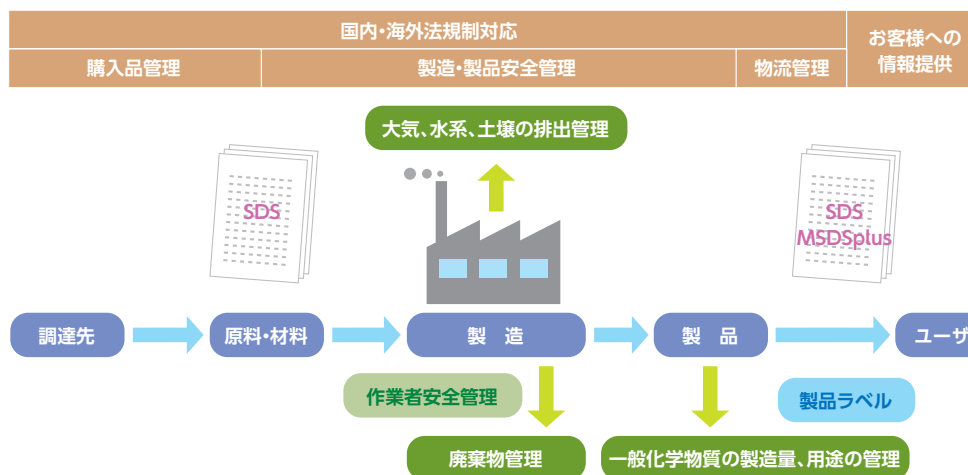 国内・海外法規制対応
お客様への
情報提供
購入品管理
製造・製品安全管理
物流管理
大気、水系、土壌の排出管理
SDS
SDS
MSDSplus
調達先
原料・材料
製　造
製　品
ユーザ
作業者安全管理
製品ラベル
廃棄物管理
一般化学物質の製造量、用途の管理